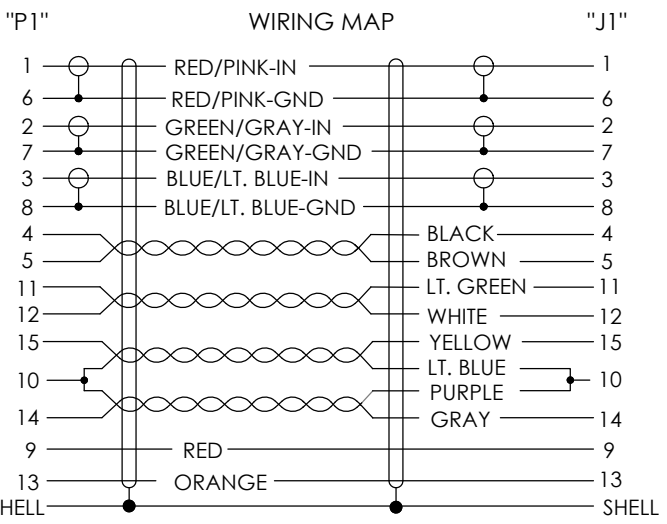 "P1" WIRING MAP "J1"
1 RED/PINK-IN 1
6 RED/PINK-GND 6
2 GREEN/GRAY-IN 2
7 GREEN/GRAY-GND 7
3 BLUE/LT. BLUE-IN 3
8 BLUE/LT. BLUE-GND 8
4 BLACK 4
5 BROWN 5
11 LT. GREEN 11
12 WHITE 12
15 YELLOW 15
LT. BLUE
10 10
PURPLE
14 GRAY 14
9 RED 9
13 ORANGE 13
HELL SHELL